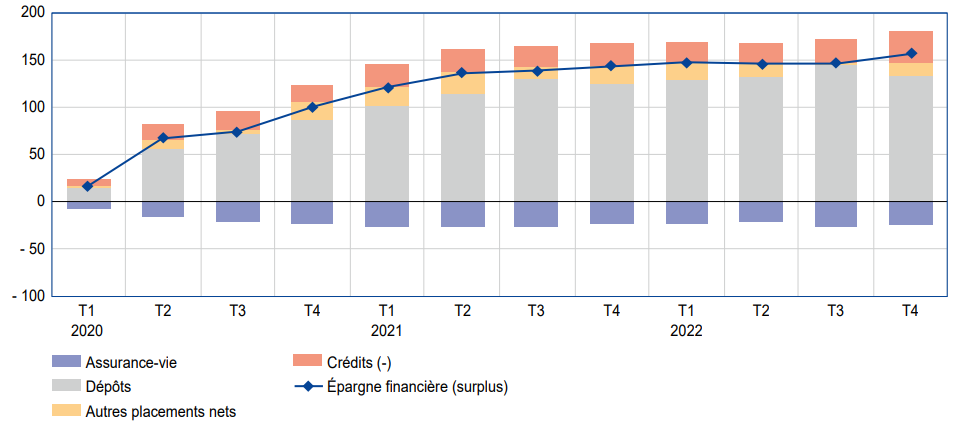 200
150
100
50
0
- 50
- 100
T1 T2 T3 T4 T1 T2 T3 T4 T1 T2 T3 T4
2020 2021 2022
Assurance-vie Crédits (-)
Dépôts Épargne financière (surplus)
Autres placements nets